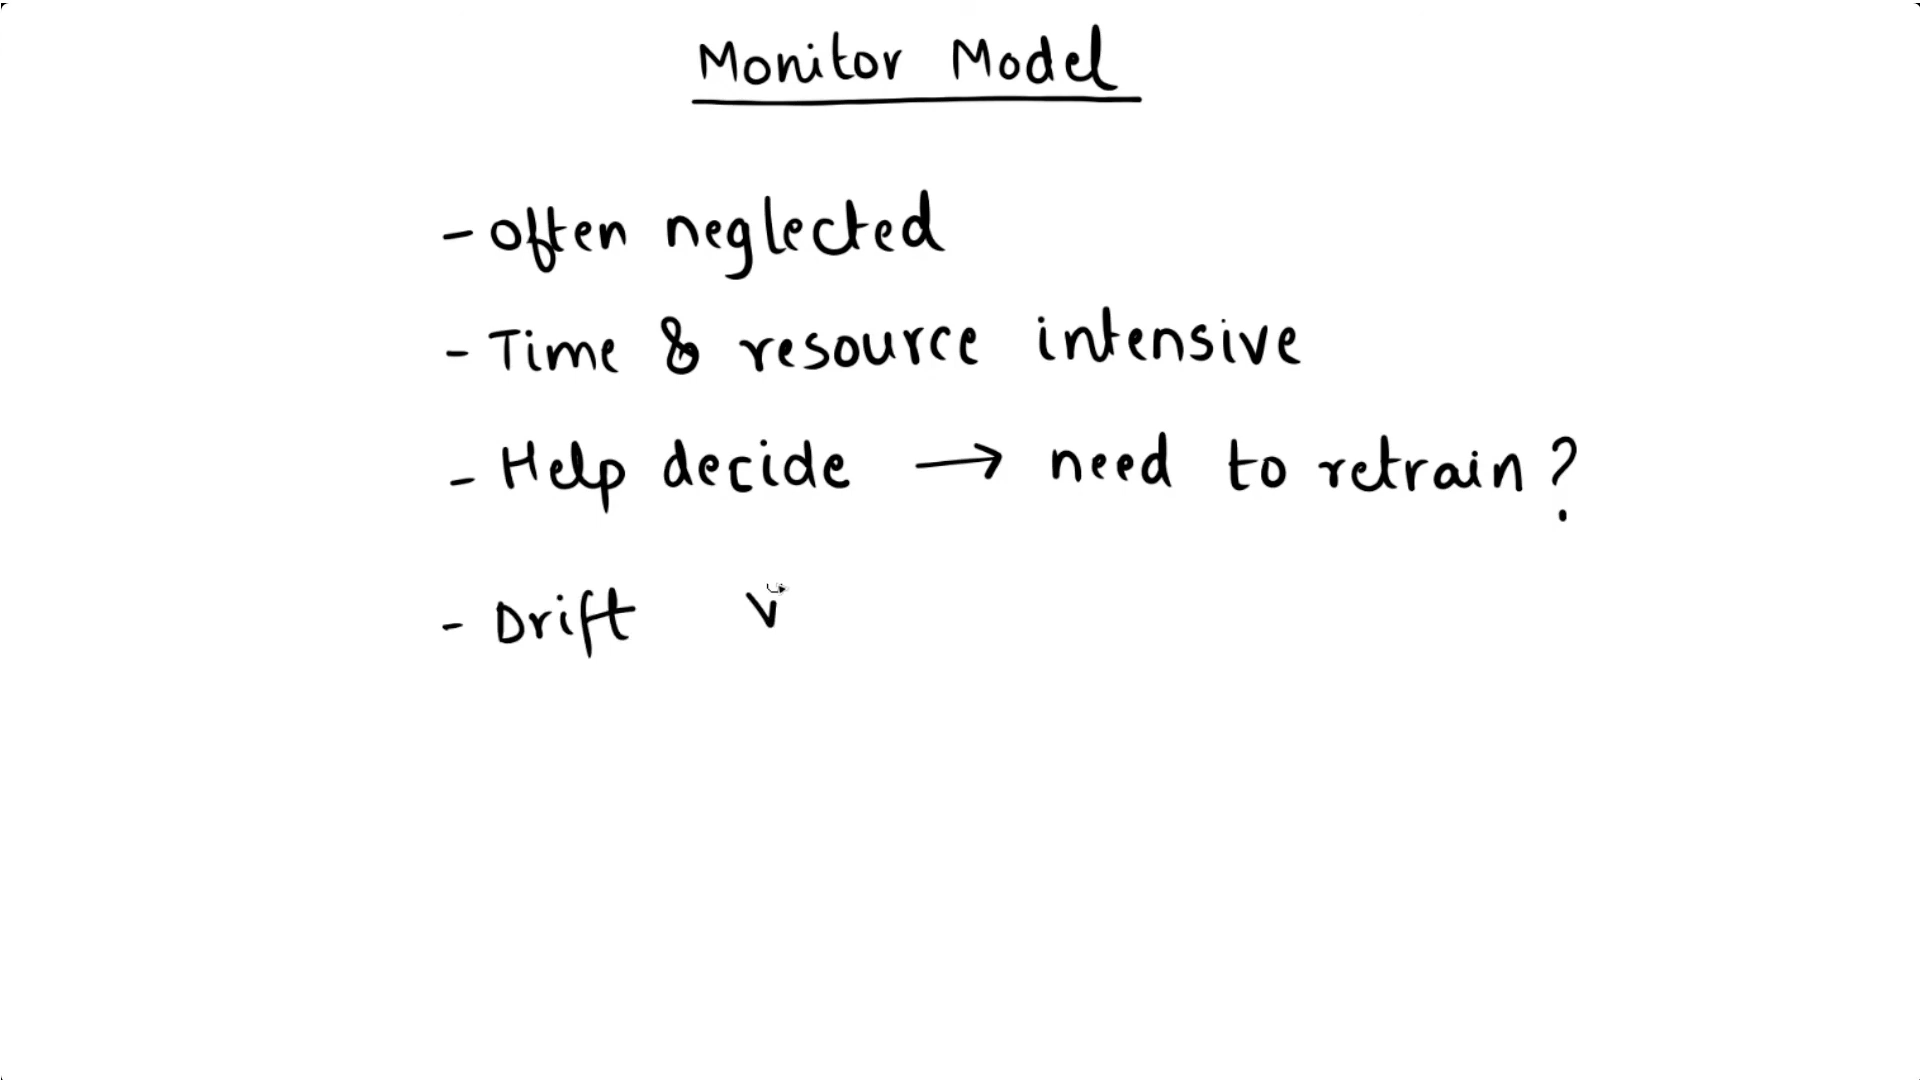 Monitor Model
- Often neglected
- Time & resource intensive
- Help decide → need to retrain?
- Drift v